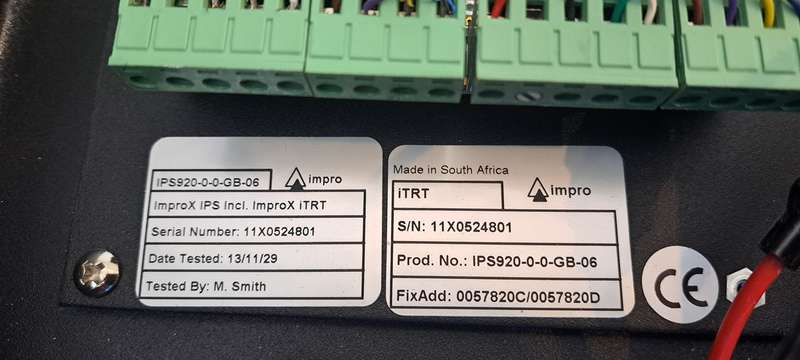 IPS920-0-0-GB-06 impro
ImproX IPS Incl. ImproX iTRT
Serial Number: 11X0524801
Date Tested: 13/11/29
Tested By: M. Smith
Made in South Africa
iTRT impro
S/N: 11X0524801
Prod. No.: IPS920-0-0-GB-06
FixAdd: 0057820C/0057820D
CE